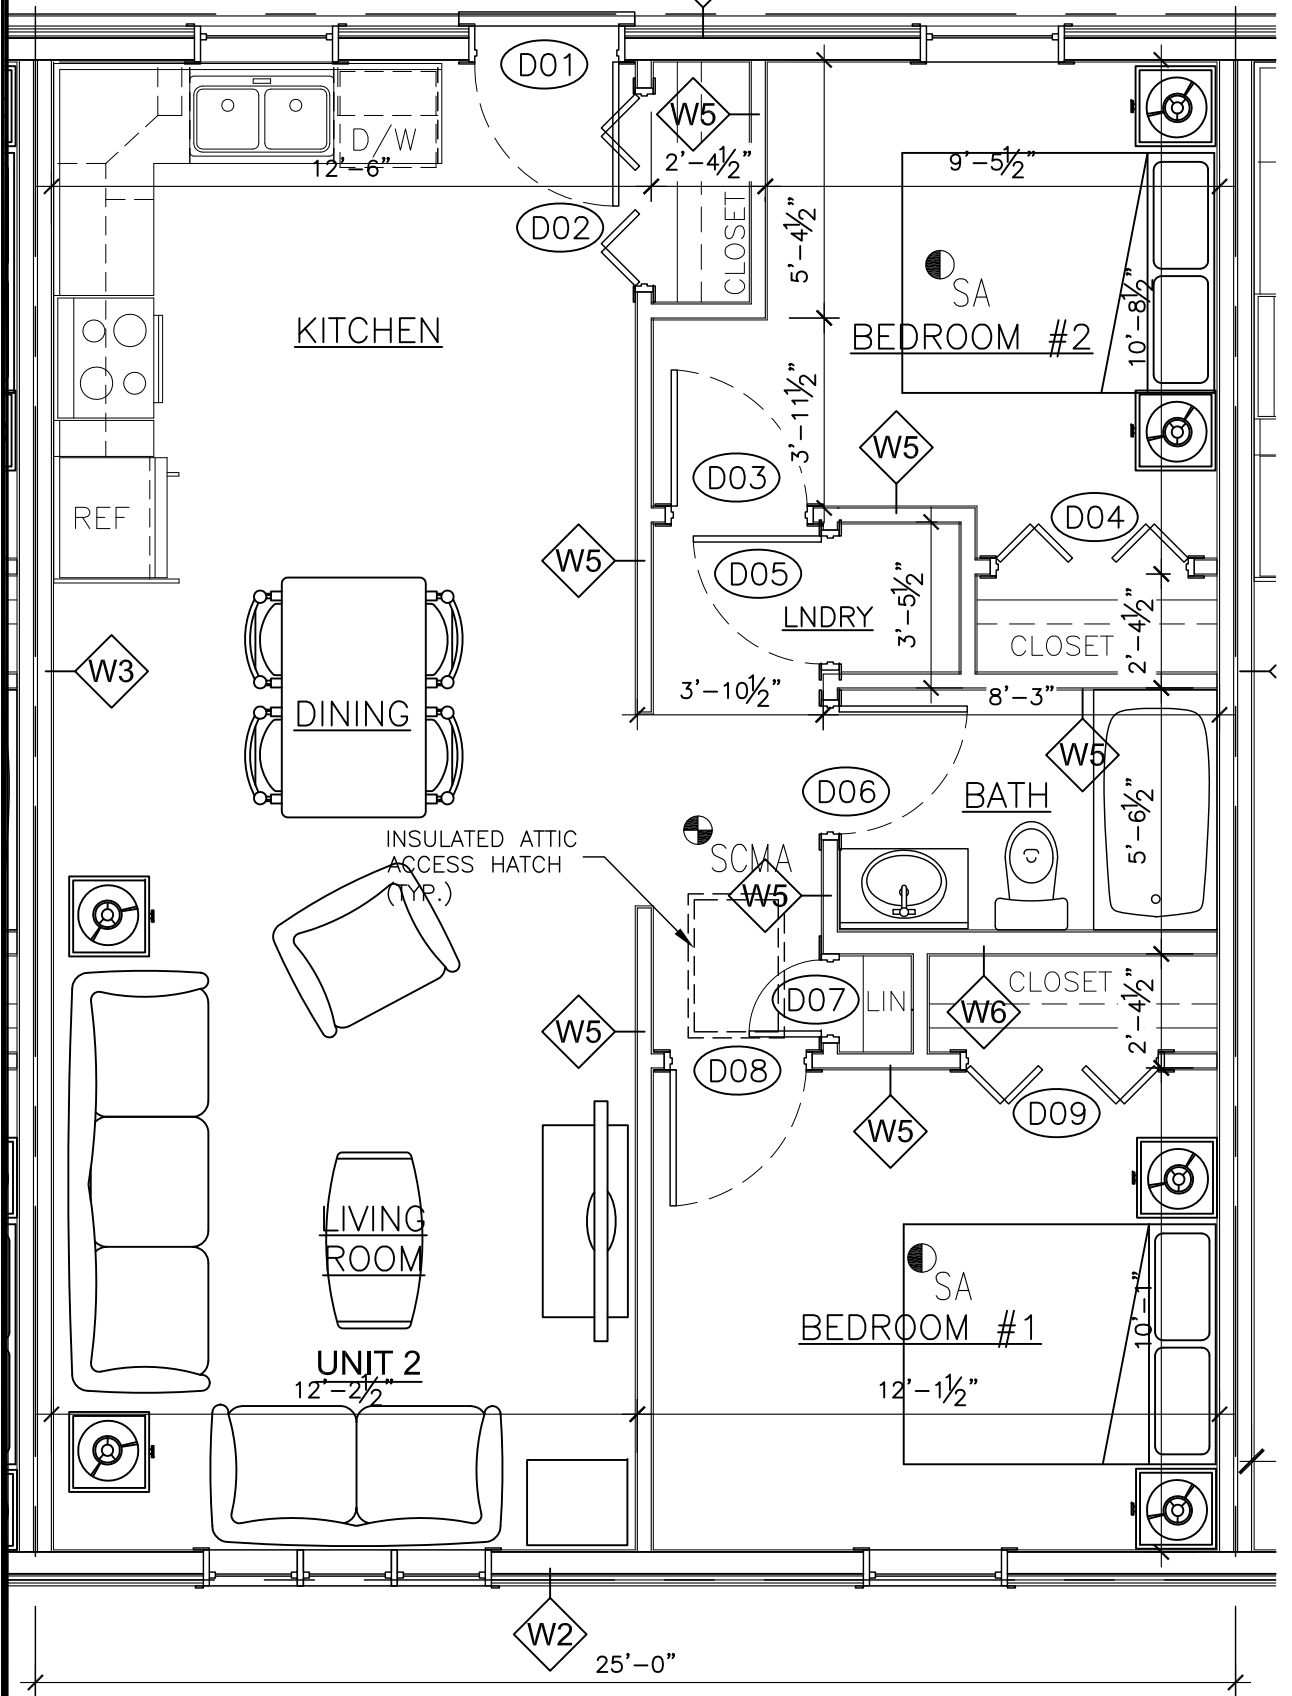 D01
W5
D/W
12'-6"
2'-4½"
9'-5½"
D02
CLOSET
5'-4½"
SA
10'-8½"
KITCHEN
BEDROOM #2
3'-11½"
W5
D03
REF
D04
W5
D05
LNDRY
3'-5½"
2'-4½"
CLOSET
W3
3'-10½"
8'-3"
DINING
W5
D06
BATH
5'-6½"
INSULATED ATTIC
ACCESS HATCH
(TYP.)
SCMA
W5
CLOSET
D07
LIN.
W6
2'-4½"
W5
D08
D09
W5
LIVING
ROOM
SA
10'-1"
BEDROOM #1
UNIT 2
12'-2½"
12'-1½"
W2
25'-0"